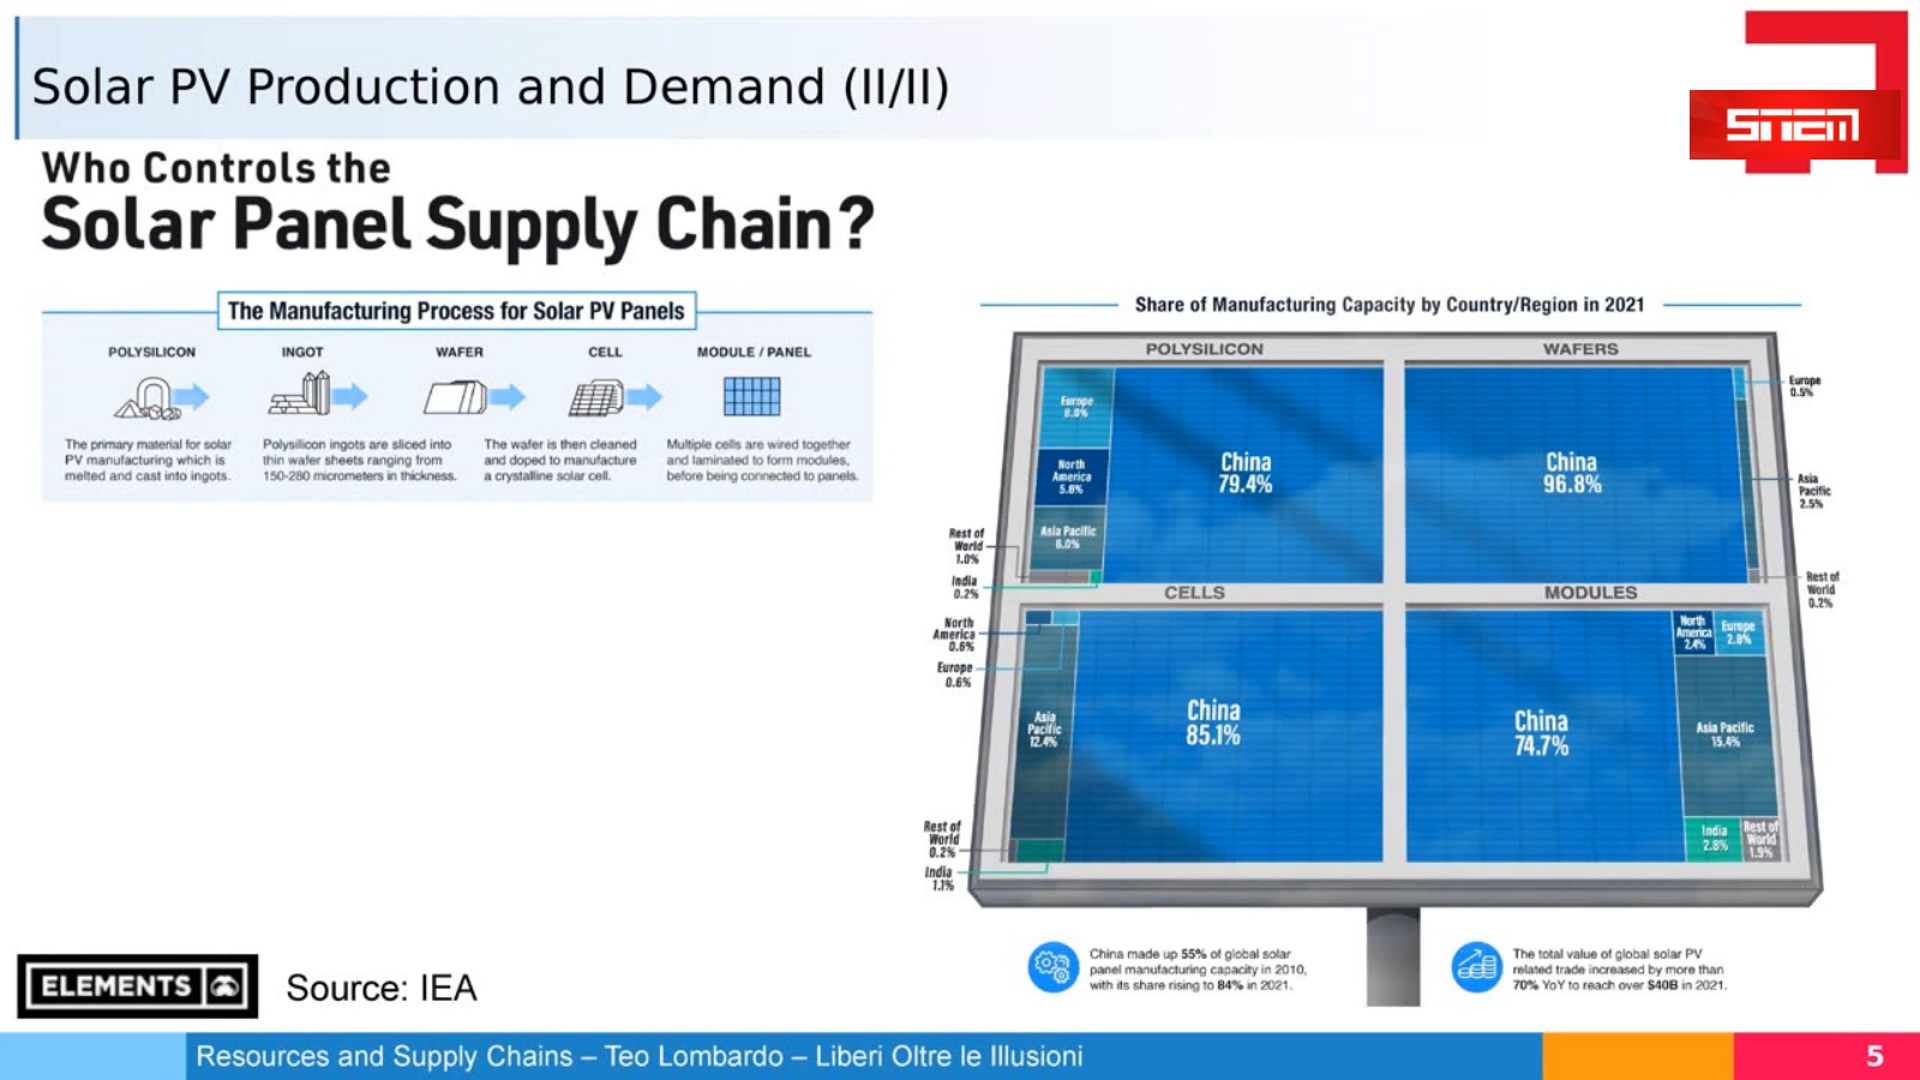 Solar PV Production and Demand (II/II)
STIEM
Who Controls the
Solar Panel Supply Chain?
The Manufacturing Process for Solar PV Panels
POLYSILICON
INGOT
WAFER
CELL
MODULE / PANEL
The primary material for solar
PV manufacturing which is
melted and cast into ingots.
Polysilicon ingots are sliced into
thin wafer sheets ranging from
150-280 micrometers in thickness.
The wafer is then cleaned
and doped to manufacture
a crystalline solar cell.
Multiple cells are wired together
and laminated to form modules,
before being connected to panels.
Share of Manufacturing Capacity by Country/Region in 2021
POLYSILICON
Europe
8.0%
North
America
5.8%
Asia Pacific
6.0%
Rest of
World
1.0%
India
0.2%
China
79.4%
WAFERS
China
96.8%
Europe
0.5%
Asia
Pacific
2.5%
Rest of
World
0.2%
CELLS
North
America
0.6%
Europe
0.6%
Asia
Pacific
12.4%
Rest of
World
0.2%
India
1.1%
China
85.1%
MODULES
China
74.7%
North
America
2.4%
Europe
2.8%
Asia Pacific
15.4%
India
2.8%
Rest of
World
1.9%
China made up 55% of global solar
panel manufacturing capacity in 2010,
with its share rising to 84% in 2021.
The total value of global solar PV
related trade increased by more than
70% YoY to reach over $40B in 2021.
ELEMENTS
Source: IEA
Resources and Supply Chains – Teo Lombardo – Liberi Oltre le Illusioni
5